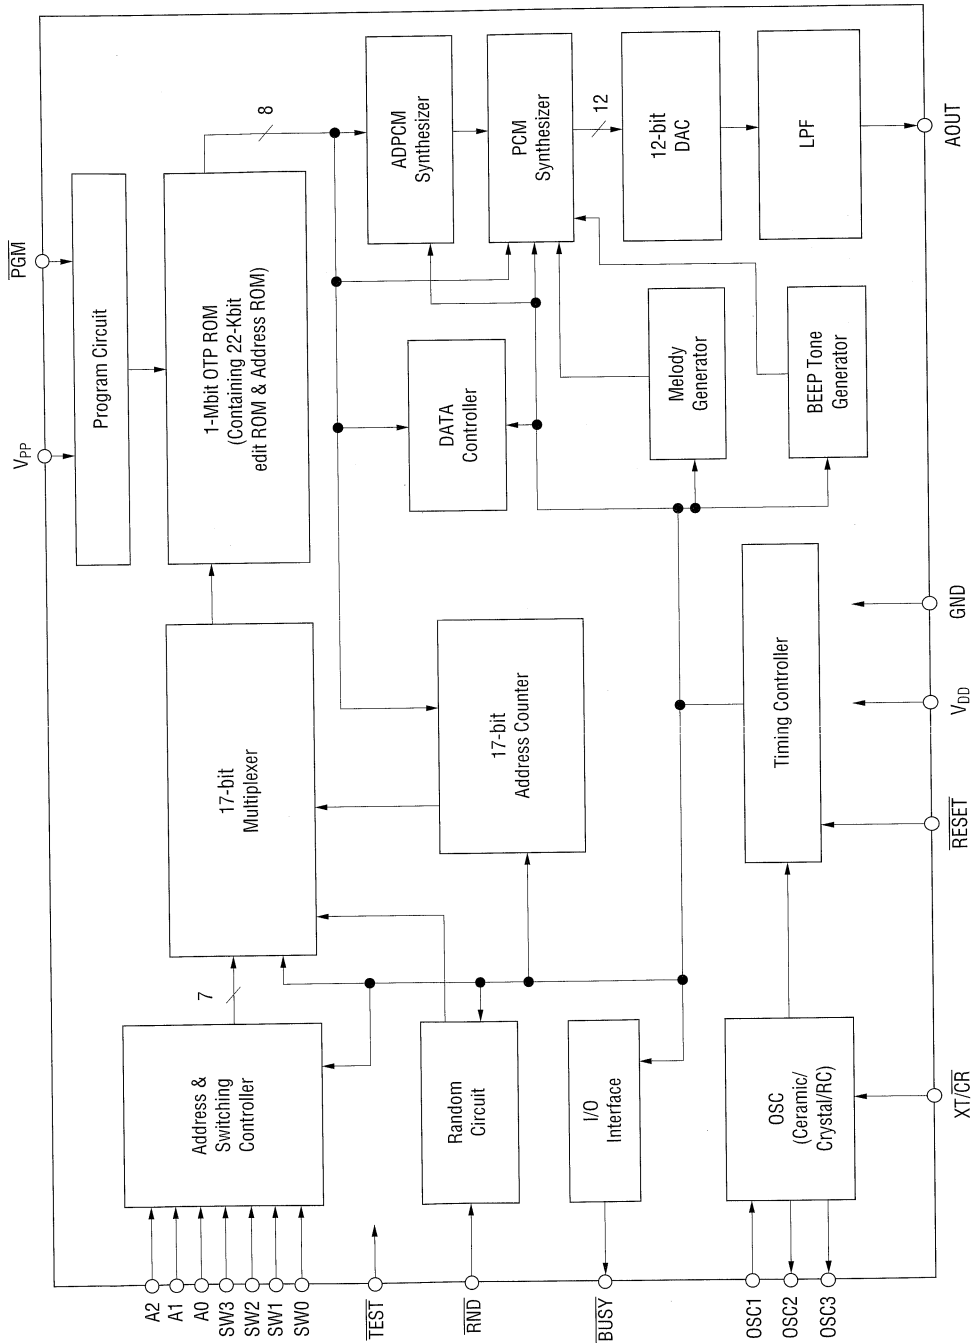 A2
A1
A0
SW3
SW2
SW1
SW0
TEST
RND
BUSY
OSC1
OSC2
OSC3
Address &
Switching
Controller
7
Random
Circuit
I/O
Interface
OSC
(Ceramic/
Crystal/RC)
XT/CR
17-bit
Multiplexer
17-bit
Address Counter
Timing Controller
RESET
VDD
GND
VPP
PGM
Program Circuit
1-Mbit OTP ROM
(Containing 22-Kbit
edit ROM & Address ROM)
8
DATA
Controller
Melody
Generator
BEEP Tone
Generator
ADPCM
Synthesizer
PCM
Synthesizer
12
12-bit
DAC
LPF
AOUT